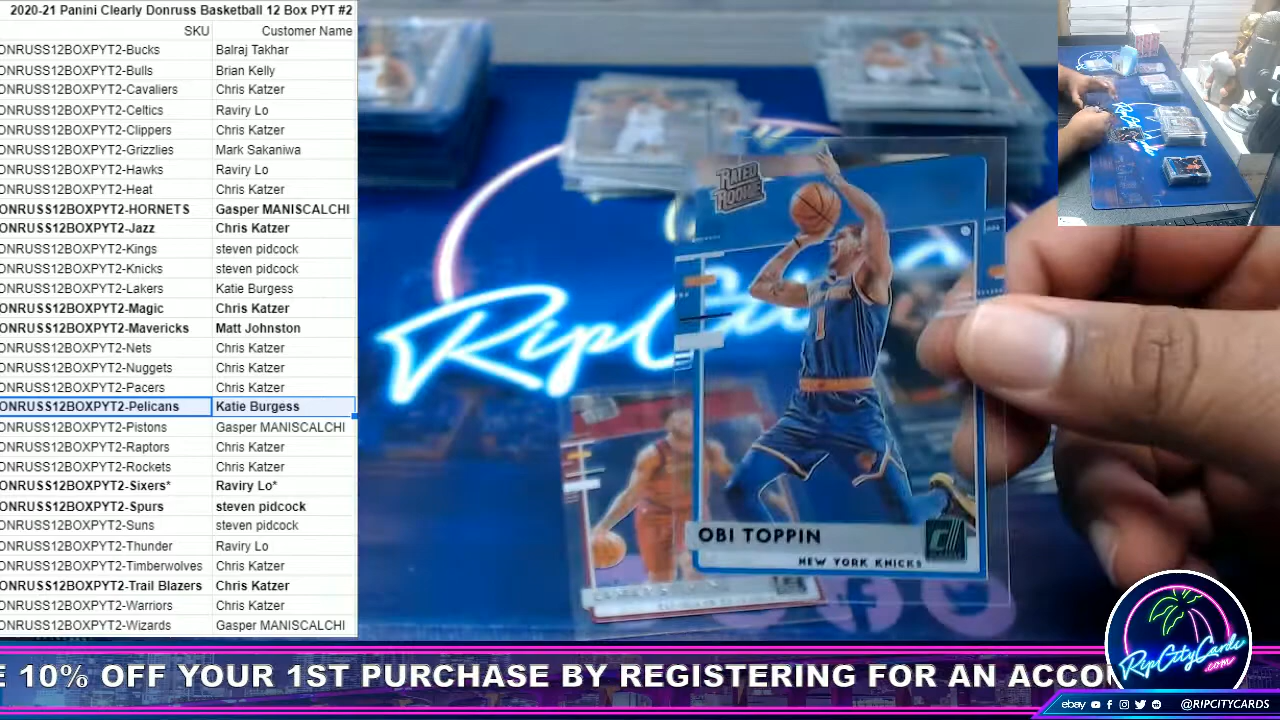 2020-21 Panini Clearly Donruss Basketball 12 Box PYT #2
SKU Customer Name
ONRUSS12BOXPYT2-Bucks Balraj Takhar
ONRUSS12BOXPYT2-Bulls Brian Kelly
ONRUSS12BOXPYT2-Cavaliers Chris Katzer
ONRUSS12BOXPYT2-Celtics Raviry Lo
ONRUSS12BOXPYT2-Clippers Chris Katzer
ONRUSS12BOXPYT2-Grizzlies Mark Sakaniwa
ONRUSS12BOXPYT2-Hawks Raviry Lo
ONRUSS12BOXPYT2-Heat Chris Katzer
ONRUSS12BOXPYT2-HORNETS Gasper MANISCALCHI
ONRUSS12BOXPYT2-Jazz Chris Katzer
ONRUSS12BOXPYT2-Kings steven pidcock
ONRUSS12BOXPYT2-Knicks steven pidcock
ONRUSS12BOXPYT2-Lakers Katie Burgess
ONRUSS12BOXPYT2-Magic Chris Katzer
ONRUSS12BOXPYT2-Mavericks Matt Johnston
ONRUSS12BOXPYT2-Nets Chris Katzer
ONRUSS12BOXPYT2-Nuggets Chris Katzer
ONRUSS12BOXPYT2-Pacers Chris Katzer
ONRUSS12BOXPYT2-Pelicans Katie Burgess
ONRUSS12BOXPYT2-Pistons Gasper MANISCALCHI
ONRUSS12BOXPYT2-Raptors Chris Katzer
ONRUSS12BOXPYT2-Rockets Chris Katzer
ONRUSS12BOXPYT2-Sixers* Raviry Lo*
ONRUSS12BOXPYT2-Spurs steven pidcock
ONRUSS12BOXPYT2-Suns steven pidcock
ONRUSS12BOXPYT2-Thunder Raviry Lo
ONRUSS12BOXPYT2-Timberwolves Chris Katzer
ONRUSS12BOXPYT2-Trail Blazers Chris Katzer
ONRUSS12BOXPYT2-Warriors Chris Katzer
ONRUSS12BOXPYT2-Wizards Gasper MANISCALCHI
RATED
ROOKIE
RipC
1
OBI TOPPIN
NEW YORK KNICKS
E 10% OFF YOUR 1ST PURCHASE BY REGISTERING FOR AN ACCO
RipCityCards
.com
ebay @RIPCITYCARDS